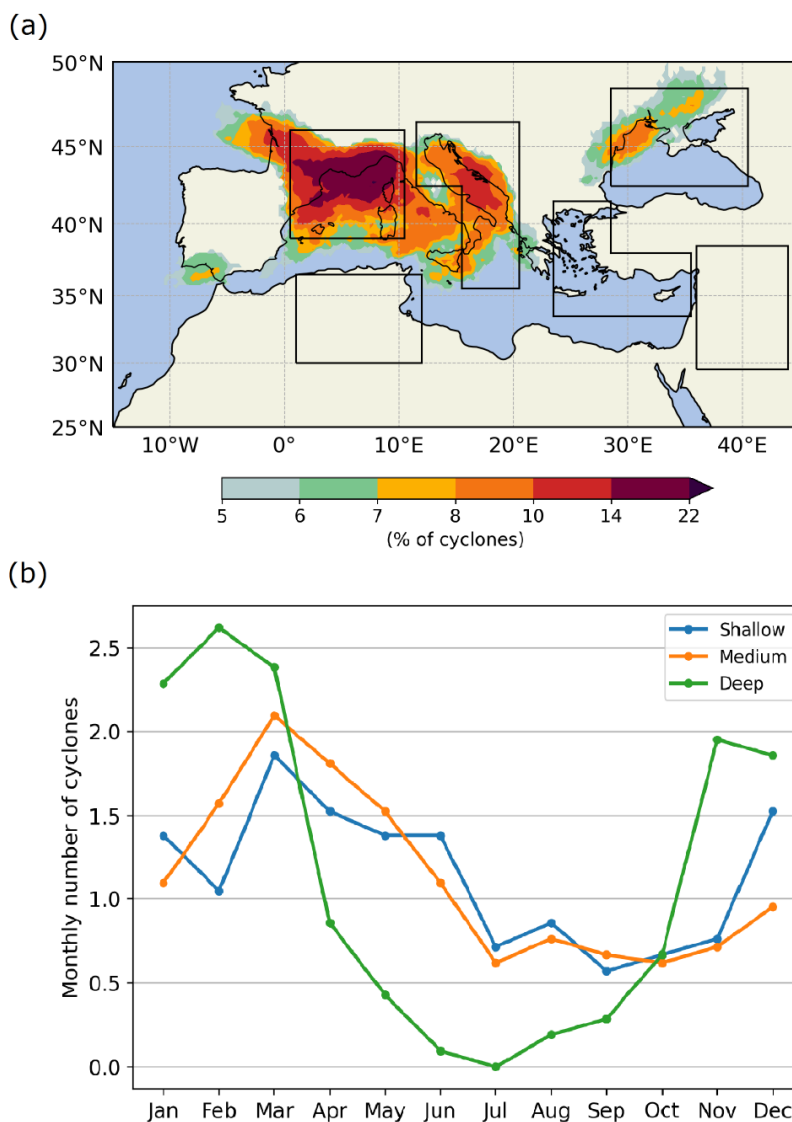 (a)
50°N
45°N
40°N
35°N
30°N
25°N
10°W 0° 10°E 20°E 30°E 40°E
5 6 7 8 10 14 22
(% of cyclones)
(b)
Monthly number of cyclones
2.5
2.0
1.5
1.0
0.5
0.0
Shallow
Medium
Deep
Jan Feb Mar Apr May Jun Jul Aug Sep Oct Nov Dec